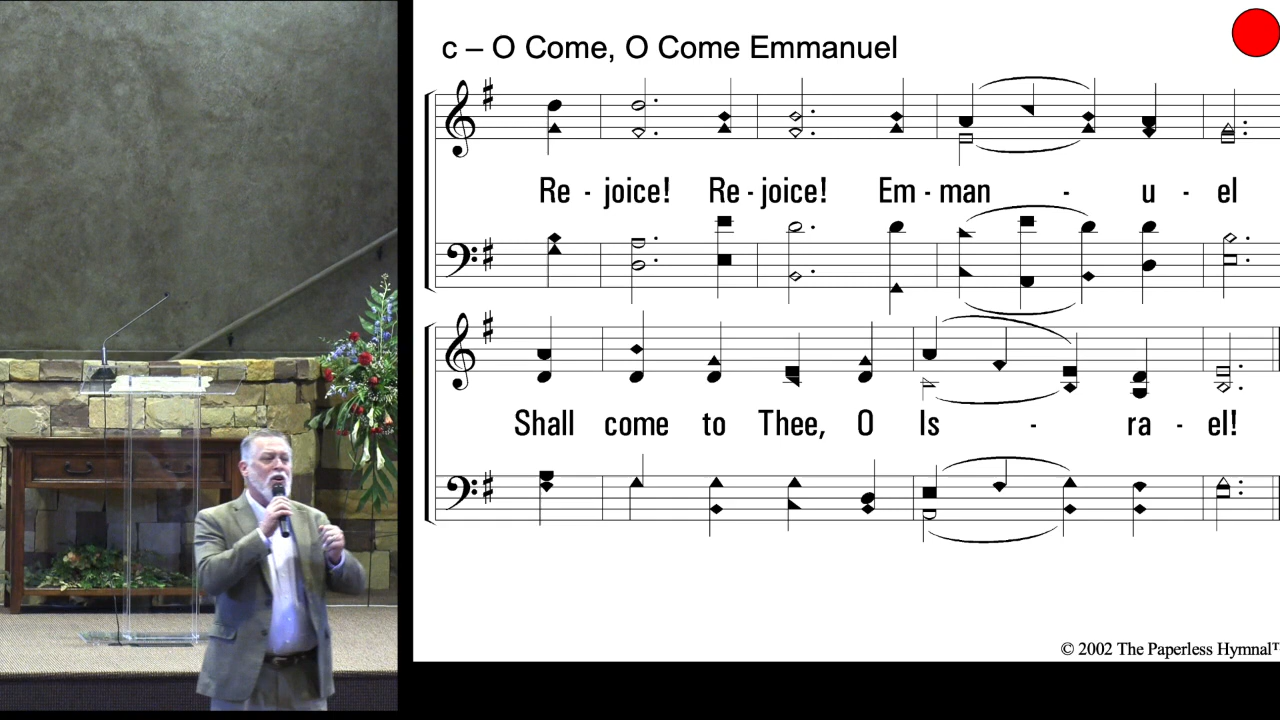 c – O Come, O Come Emmanuel
Re - joice! Re - joice! Em - man - u - el
Shall come to Thee, O Is - ra - el!
© 2002 The Paperless Hymnal™